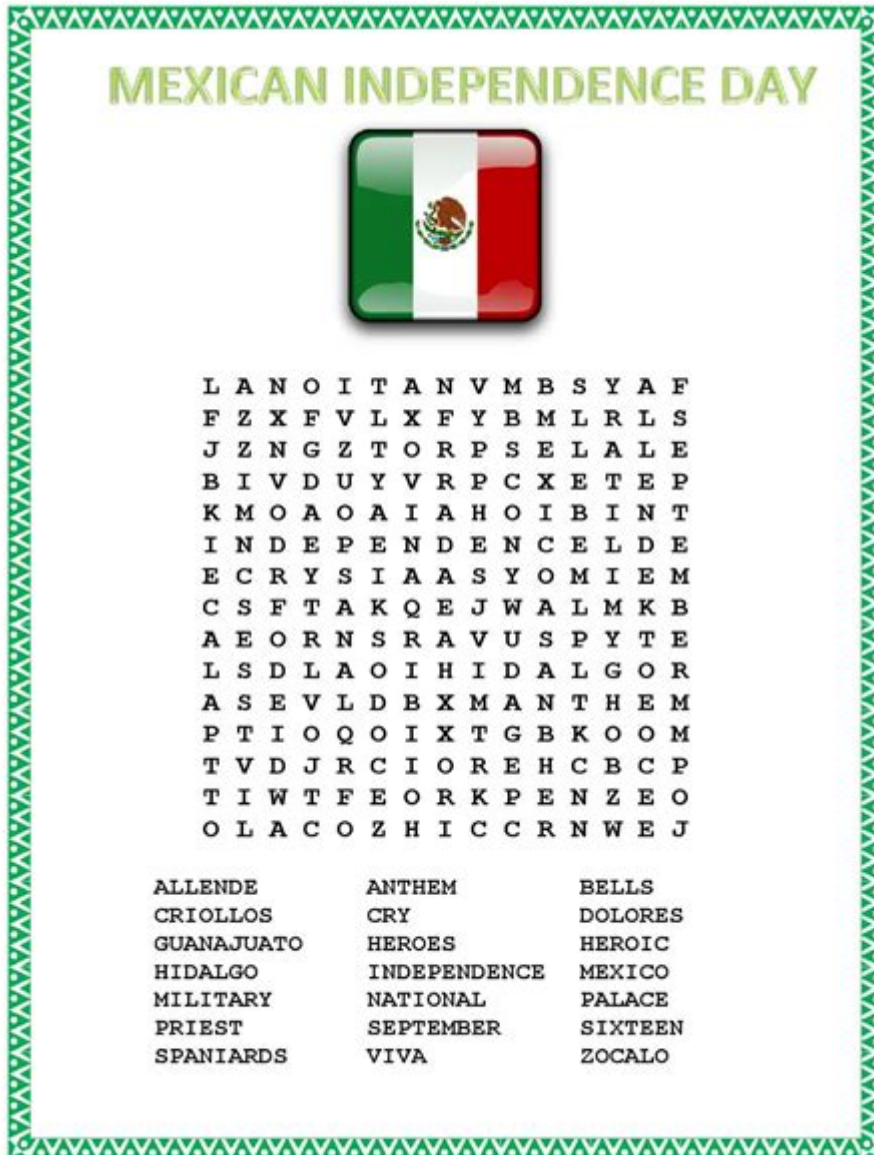 MEXICAN INDEPENDENCE DAY
L A N O I T A N V M B S Y A F
F Z X F V L X F Y B M L R L S
J Z N G Z T O R P S E L A L E
B I V D U Y V R P C X E T E P
K M O A O A I A H O I B I N T
I N D E P E N D E N C E L D E
E C R Y S I A A S Y O M I E M
C S F T A K Q E J W A L M K B
A E O R N S R A V U S P Y T E
L S D L A O I H I D A L G O R
A S E V L D B X M A N T H E M
P T I O Q O I X T G B K O O M
T V D J R C I O R E H C B C P
T I W T F E O R K P E N Z E O
O L A C O Z H I C C R N W E J
ALLENDE ANTHEM BELLS
CRIOLLOS CRY DOLORES
GUANAJUATO HEROES HEROIC
HIDALGO INDEPENDENCE MEXICO
MILITARY NATIONAL PALACE
PRIEST SEPTEMBER SIXTEEN
SPANIARDS VIVA ZOCALO